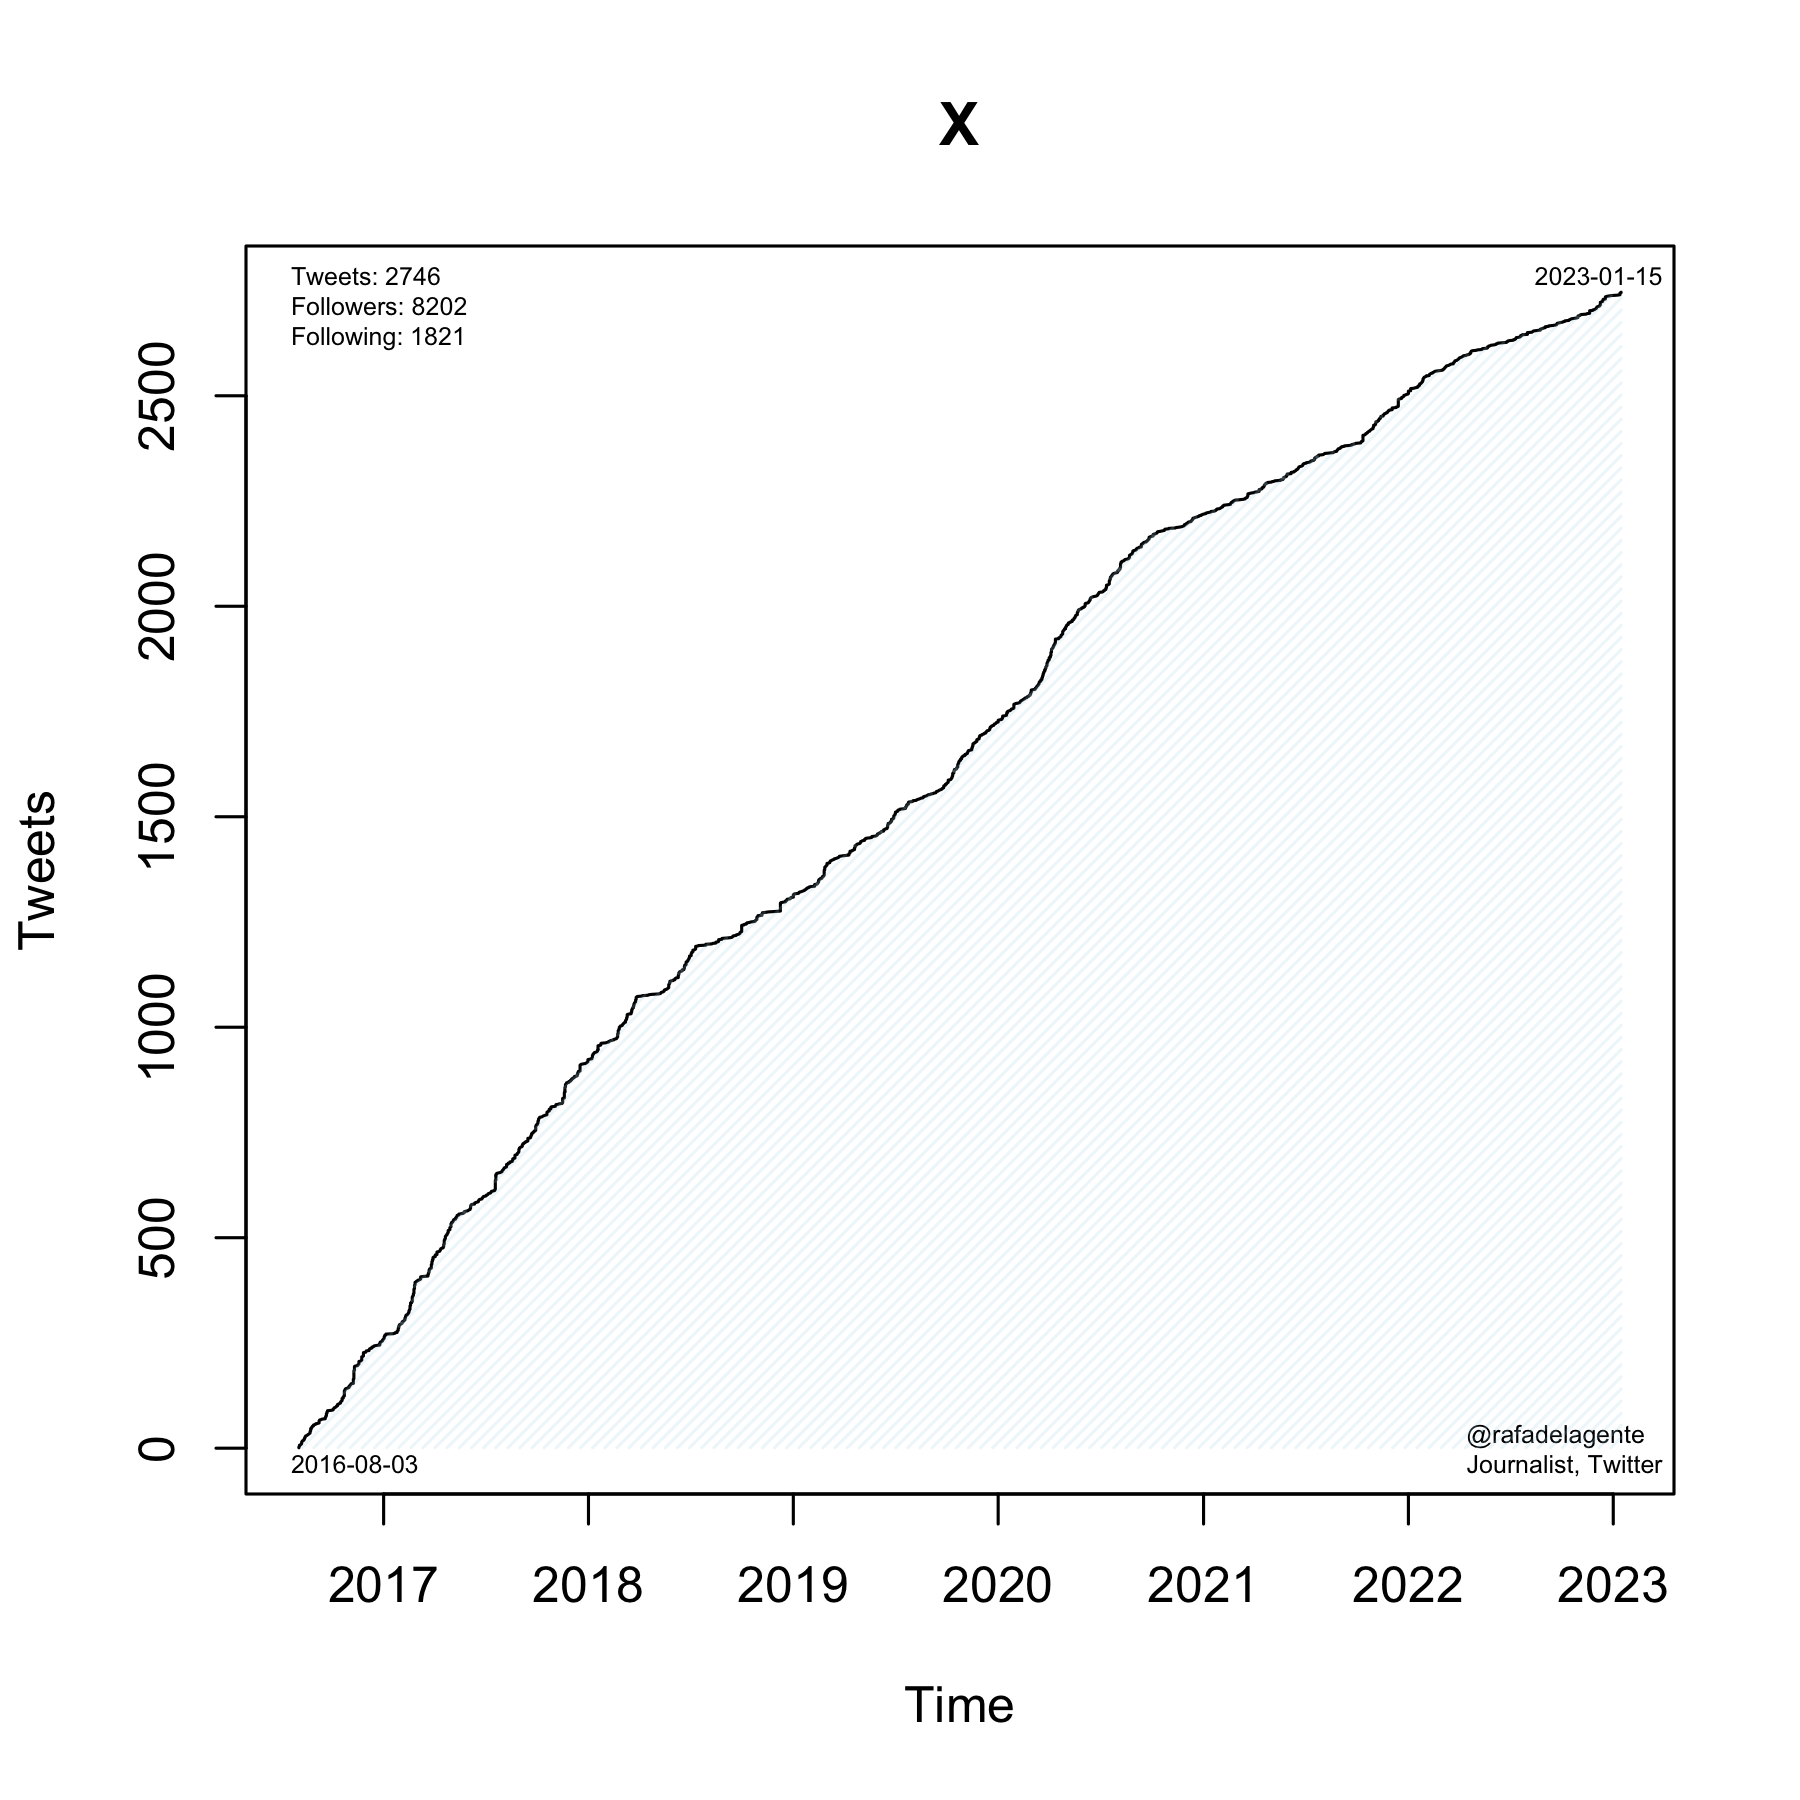 X
Tweets: 2746
Followers: 8202
Following: 1821
2023-01-15
2500
2000
1500
1000
500
0
Tweets
2016-08-03
@rafadelagente
Journalist, Twitter
2017 2018 2019 2020 2021 2022 2023
Time